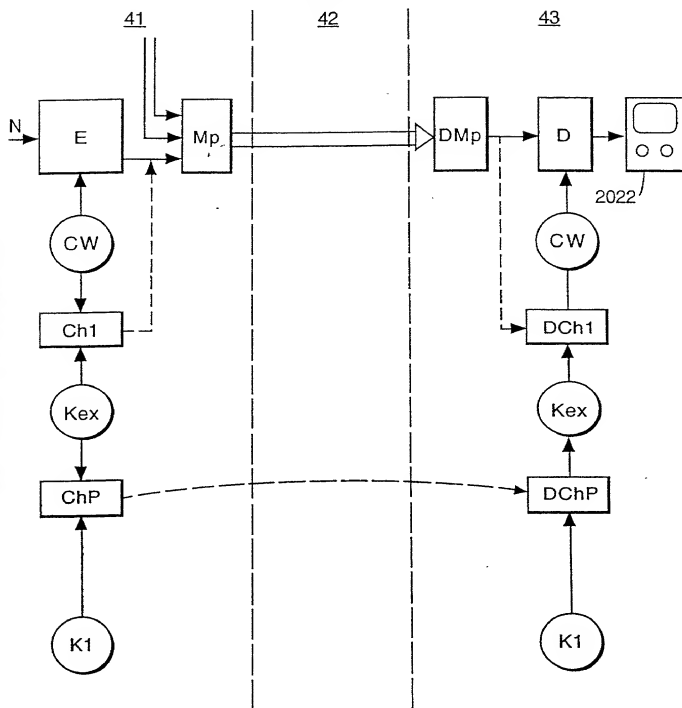 41 42 43
N E Mp DMp D
2022
CW CW
Ch1 DCh1
Kex Kex
ChP DChP
K1 K1